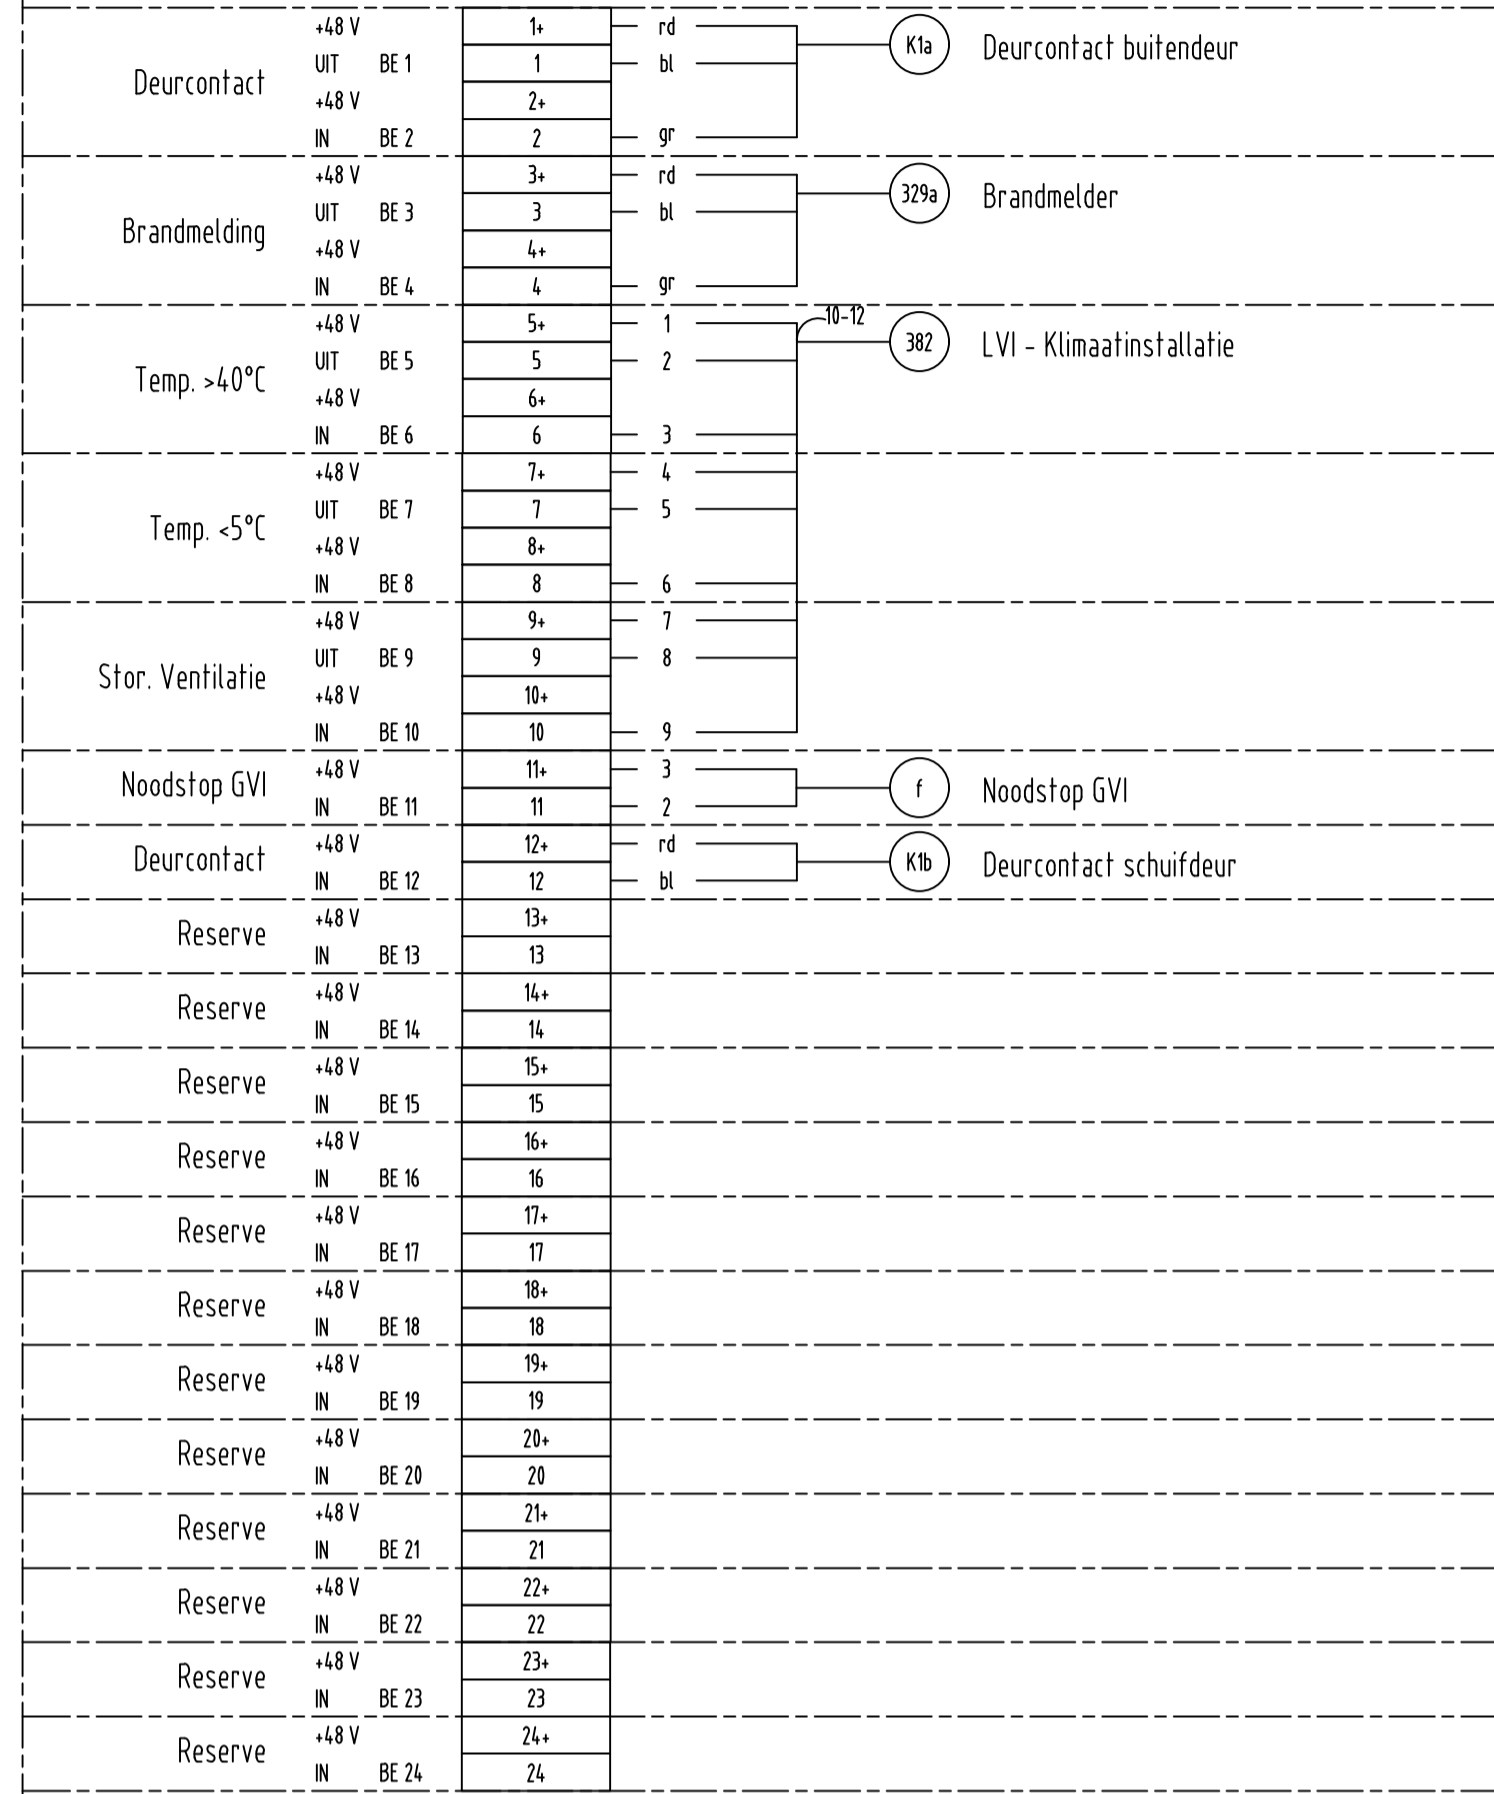 +48 V 1+ rd
Deurcontact UIT BE 1 1 bl K1a Deurcontact buitendeur
+48 V 2+
IN BE 2 2 gr
+48 V 3+ rd
Brandmelding UIT BE 3 3 bl 329a Brandmelder
+48 V 4+
IN BE 4 4 gr
+48 V 5+ 1 10-12
Temp. >40°C UIT BE 5 5 2 382 LVI - Klimaatinstallatie
+48 V 6+
IN BE 6 6 3
+48 V 7+ 4
Temp. <5°C UIT BE 7 7 5
+48 V 8+
IN BE 8 8 6
+48 V 9+ 7
Stor. Ventilatie UIT BE 9 9 8
+48 V 10+
IN BE 10 10 9
Noodstop GVI +48 V 11+ 3 f Noodstop GVI
IN BE 11 11 2
Deurcontact +48 V 12+ rd K1b Deurcontact schuifdeur
IN BE 12 12 bl
Reserve +48 V 13+
IN BE 13 13
Reserve +48 V 14+
IN BE 14 14
Reserve +48 V 15+
IN BE 15 15
Reserve +48 V 16+
IN BE 16 16
Reserve +48 V 17+
IN BE 17 17
Reserve +48 V 18+
IN BE 18 18
Reserve +48 V 19+
IN BE 19 19
Reserve +48 V 20+
IN BE 20 20
Reserve +48 V 21+
IN BE 21 21
Reserve +48 V 22+
IN BE 22 22
Reserve +48 V 23+
IN BE 23 23
Reserve +48 V 24+
IN BE 24 24